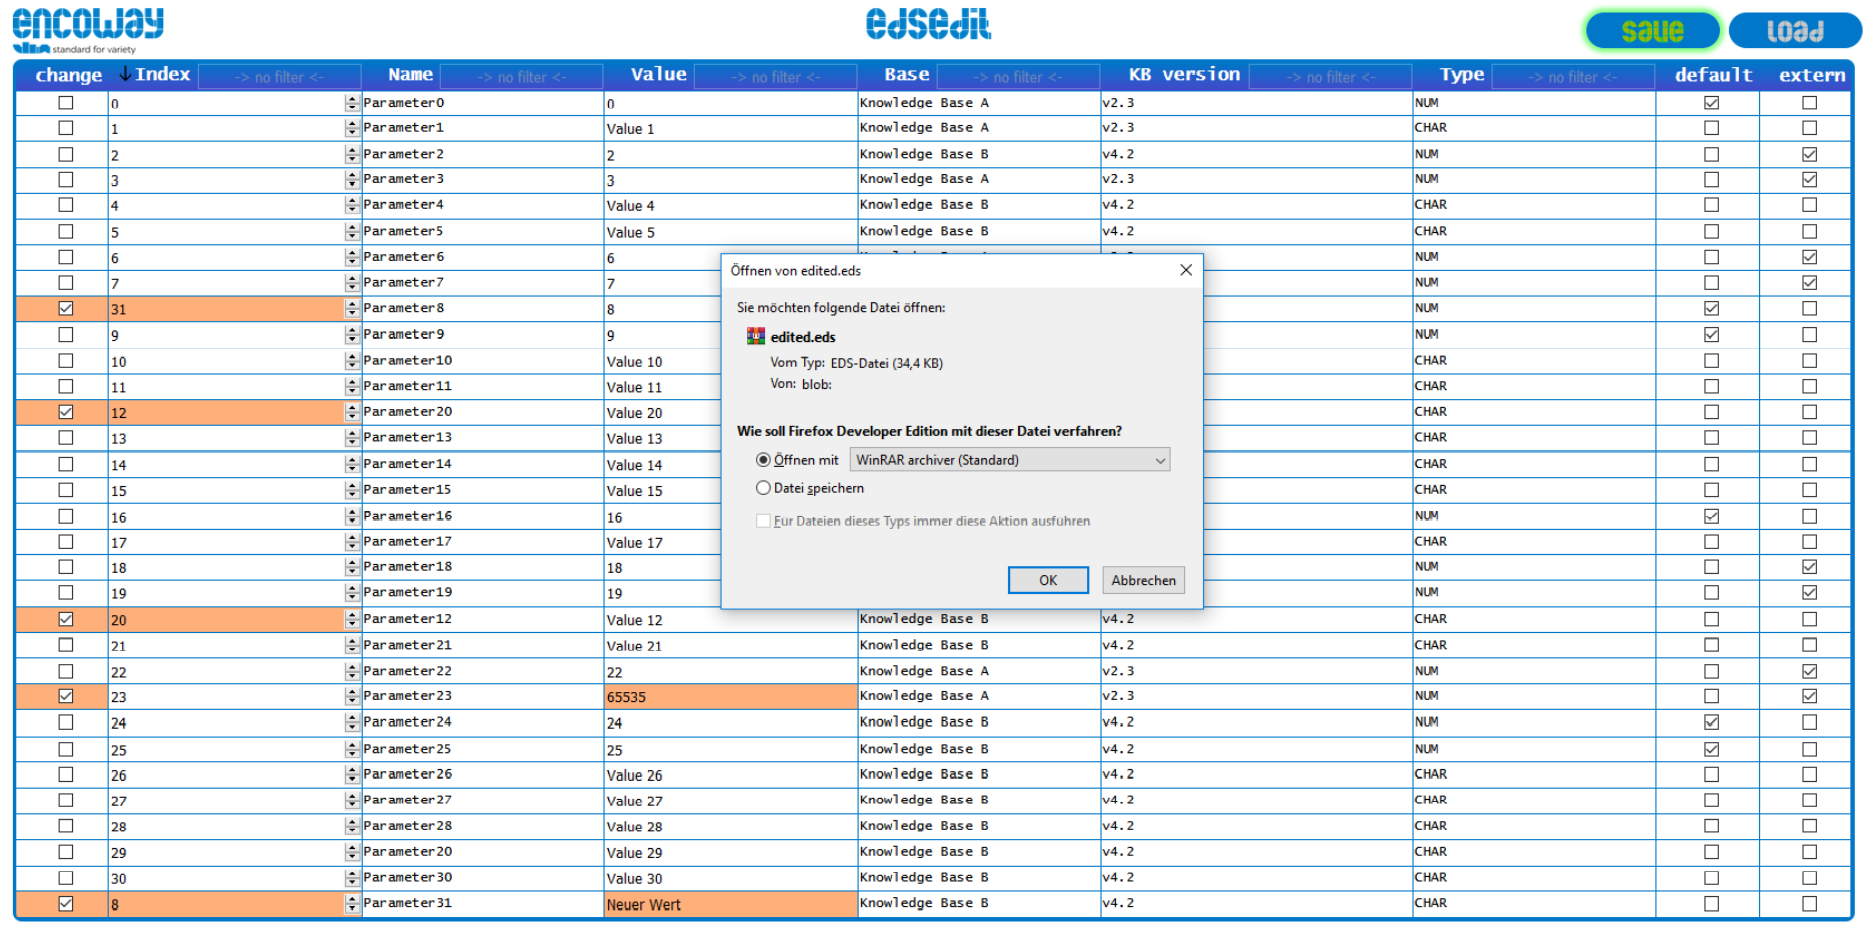 encoway
standard for variety
edsedit
save load
change ↓Index -> no filter <- Name -> no filter <- Value -> no filter <- Base -> no filter <- KB version -> no filter <- Type -> no filter <- default extern
0 Parameter0 0 Knowledge Base A v2.3 NUM
1 Parameter1 Value 1 Knowledge Base A v2.3 CHAR
2 Parameter2 2 Knowledge Base B v4.2 NUM
3 Parameter3 3 Knowledge Base A v2.3 NUM
4 Parameter4 Value 4 Knowledge Base B v4.2 CHAR
5 Parameter5 Value 5 Knowledge Base B v4.2 CHAR
6 Parameter6 6 NUM
7 Parameter7 7 NUM
31 Parameter8 8 NUM
9 Parameter9 9 NUM
10 Parameter10 Value 10 CHAR
11 Parameter11 Value 11 CHAR
12 Parameter20 Value 20 CHAR
13 Parameter13 Value 13 CHAR
14 Parameter14 Value 14 CHAR
15 Parameter15 Value 15 CHAR
16 Parameter16 16 NUM
17 Parameter17 Value 17 CHAR
18 Parameter18 18 NUM
19 Parameter19 19 NUM
20 Parameter12 Value 12 Knowledge Base B v4.2 CHAR
21 Parameter21 Value 21 Knowledge Base B v4.2 CHAR
22 Parameter22 22 Knowledge Base A v2.3 NUM
23 Parameter23 65535 Knowledge Base A v2.3 NUM
24 Parameter24 24 Knowledge Base B v4.2 NUM
25 Parameter25 25 Knowledge Base B v4.2 NUM
26 Parameter26 Value 26 Knowledge Base B v4.2 CHAR
27 Parameter27 Value 27 Knowledge Base B v4.2 CHAR
28 Parameter28 Value 28 Knowledge Base B v4.2 CHAR
29 Parameter20 Value 29 Knowledge Base B v4.2 CHAR
30 Parameter30 Value 30 Knowledge Base B v4.2 CHAR
8 Parameter31 Neuer Wert Knowledge Base B v4.2 CHAR
Öffnen von edited.eds
Sie möchten folgende Datei öffnen:
edited.eds
Vom Typ: EDS-Datei (34,4 KB)
Von: blob:
Wie soll Firefox Developer Edition mit dieser Datei verfahren?
Öffnen mit WinRAR archiver (Standard)
Datei speichern
Für Dateien dieses Typs immer diese Aktion ausführen
OK Abbrechen